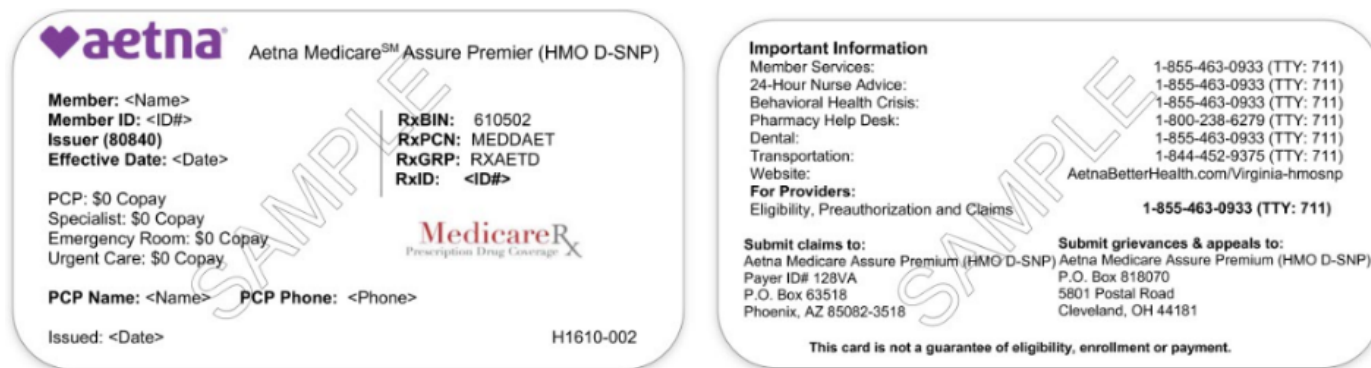 aetna
Aetna Medicare℠ Assure Premier (HMO D-SNP)
Member: <Name>
Member ID: <ID#>
Issuer (80840)
Effective Date: <Date>
RxBIN: 610502
RxPCN: MEDDAET
RxGRP: RXAETD
RxID: <ID#>
PCP: $0 Copay
Specialist: $0 Copay
Emergency Room: $0 Copay
Urgent Care: $0 Copay
MedicareRx
Prescription Drug Coverage
PCP Name: <Name> PCP Phone: <Phone>
Issued: <Date> H1610-002
SAMPLE
Important Information
Member Services: 1-855-463-0933 (TTY: 711)
24-Hour Nurse Advice: 1-855-463-0933 (TTY: 711)
Behavioral Health Crisis: 1-855-463-0933 (TTY: 711)
Pharmacy Help Desk: 1-800-238-6279 (TTY: 711)
Dental: 1-855-463-0933 (TTY: 711)
Transportation: 1-844-452-9375 (TTY: 711)
Website: AetnaBetterHealth.com/Virginia-hmosnp
For Providers:
Eligibility, Preauthorization and Claims 1-855-463-0933 (TTY: 711)
Submit claims to:
Aetna Medicare Assure Premium (HMO D-SNP)
Payer ID# 128VA
P.O. Box 63518
Phoenix, AZ 85082-3518
Submit grievances & appeals to:
Aetna Medicare Assure Premium (HMO D-SNP)
P.O. Box 818070
5801 Postal Road
Cleveland, OH 44181
This card is not a guarantee of eligibility, enrollment or payment.
SAMPLE